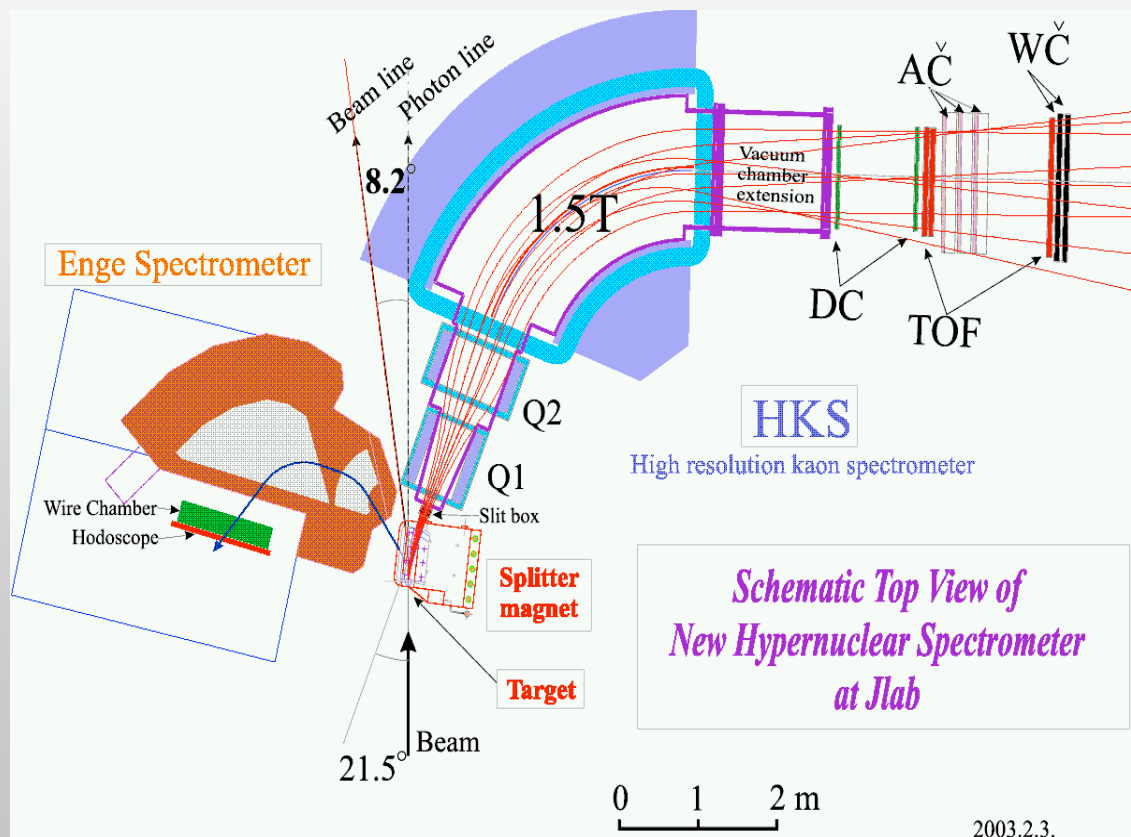 Beam line
Photon line
8.2°
AČ
WČ
Vacuum
chamber
extension
1.5T
Enge Spectrometer
DC
TOF
Q2
HKS
High resolution kaon spectrometer
Q1
Wire Chamber
Hodoscope
Slit box
Splitter
magnet
Schematic Top View of
New Hypernuclear Spectrometer
at Jlab
Target
Beam
21.5°
0 1 2 m
2003.2.3.